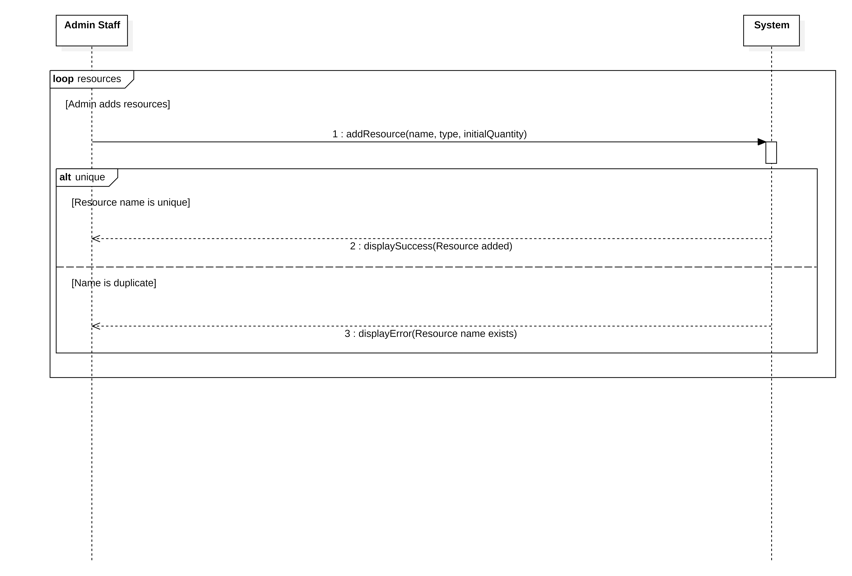 Admin Staff
System
loop resources
[Admin adds resources]
1 : addResource(name, type, initialQuantity)
alt unique
[Resource name is unique]
2 : displaySuccess(Resource added)
[Name is duplicate]
3 : displayError(Resource name exists)